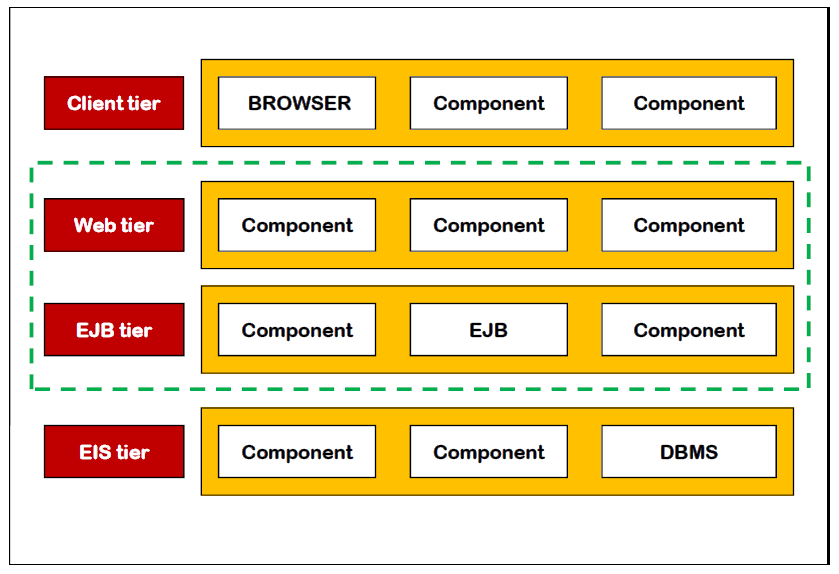 Client tier BROWSER Component Component
Web tier Component Component Component
EJB tier Component EJB Component
EIS tier Component Component DBMS